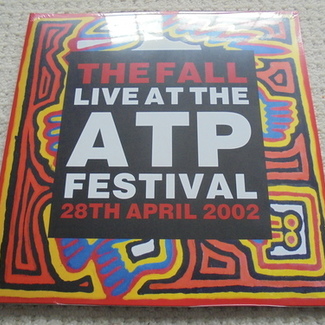 THE FALL
LIVE AT THE
ATP
FESTIVAL
28TH APRIL 2002